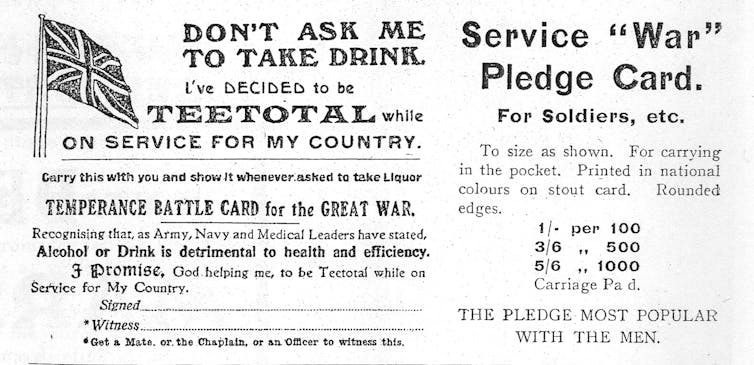 DON'T ASK ME
TO TAKE DRINK.
I've DECIDED to be
TEETOTAL while
ON SERVICE FOR MY COUNTRY.
Carry this with you and show it whenever asked to take Liquor
TEMPERANCE BATTLE CARD for the GREAT WAR.
Recognising that, as Army, Navy and Medical Leaders have stated,
Alcohol or Drink is detrimental to health and efficiency.
I Promise, God helping me, to be Teetotal while on
Service for My Country.
Signed
*Witness
*Get a Mate, or the Chaplain, or an Officer to witness this.
Service "War"
Pledge Card.
For Soldiers, etc.
To size as shown. For carrying
in the pocket. Printed in national
colours on stout card. Rounded
edges.
1/- per 100
3/6 ,, 500
5/6 ,, 1000
Carriage Pa d.
THE PLEDGE MOST POPULAR
WITH THE MEN.